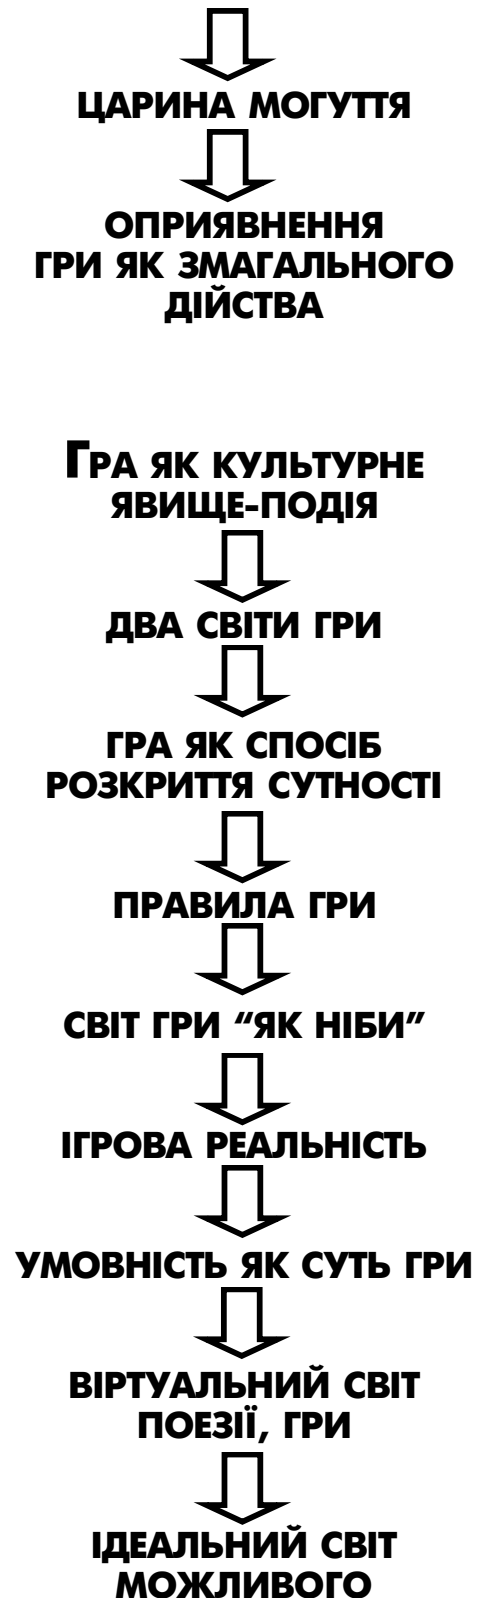 ЦАРИНА МОГУТТЯ
ОПРИЯВНЕННЯ
ГРИ ЯК ЗМАГАЛЬНОГО
ДІЙСТВА
ГРА ЯК КУЛЬТУРНЕ
ЯВИЩЕ-ПОДІЯ
ДВА СВІТИ ГРИ
ГРА ЯК СПОСІБ
РОЗКРИТТЯ СУТНОСТІ
ПРАВИЛА ГРИ
СВІТ ГРИ “ЯК НІБИ”
ІГРОВА РЕАЛЬНІСТЬ
УМОВНІСТЬ ЯК СУТЬ ГРИ
ВІРТУАЛЬНИЙ СВІТ
ПОЕЗІЇ, ГРИ
ІДЕАЛЬНИЙ СВІТ
МОЖЛИВОГО